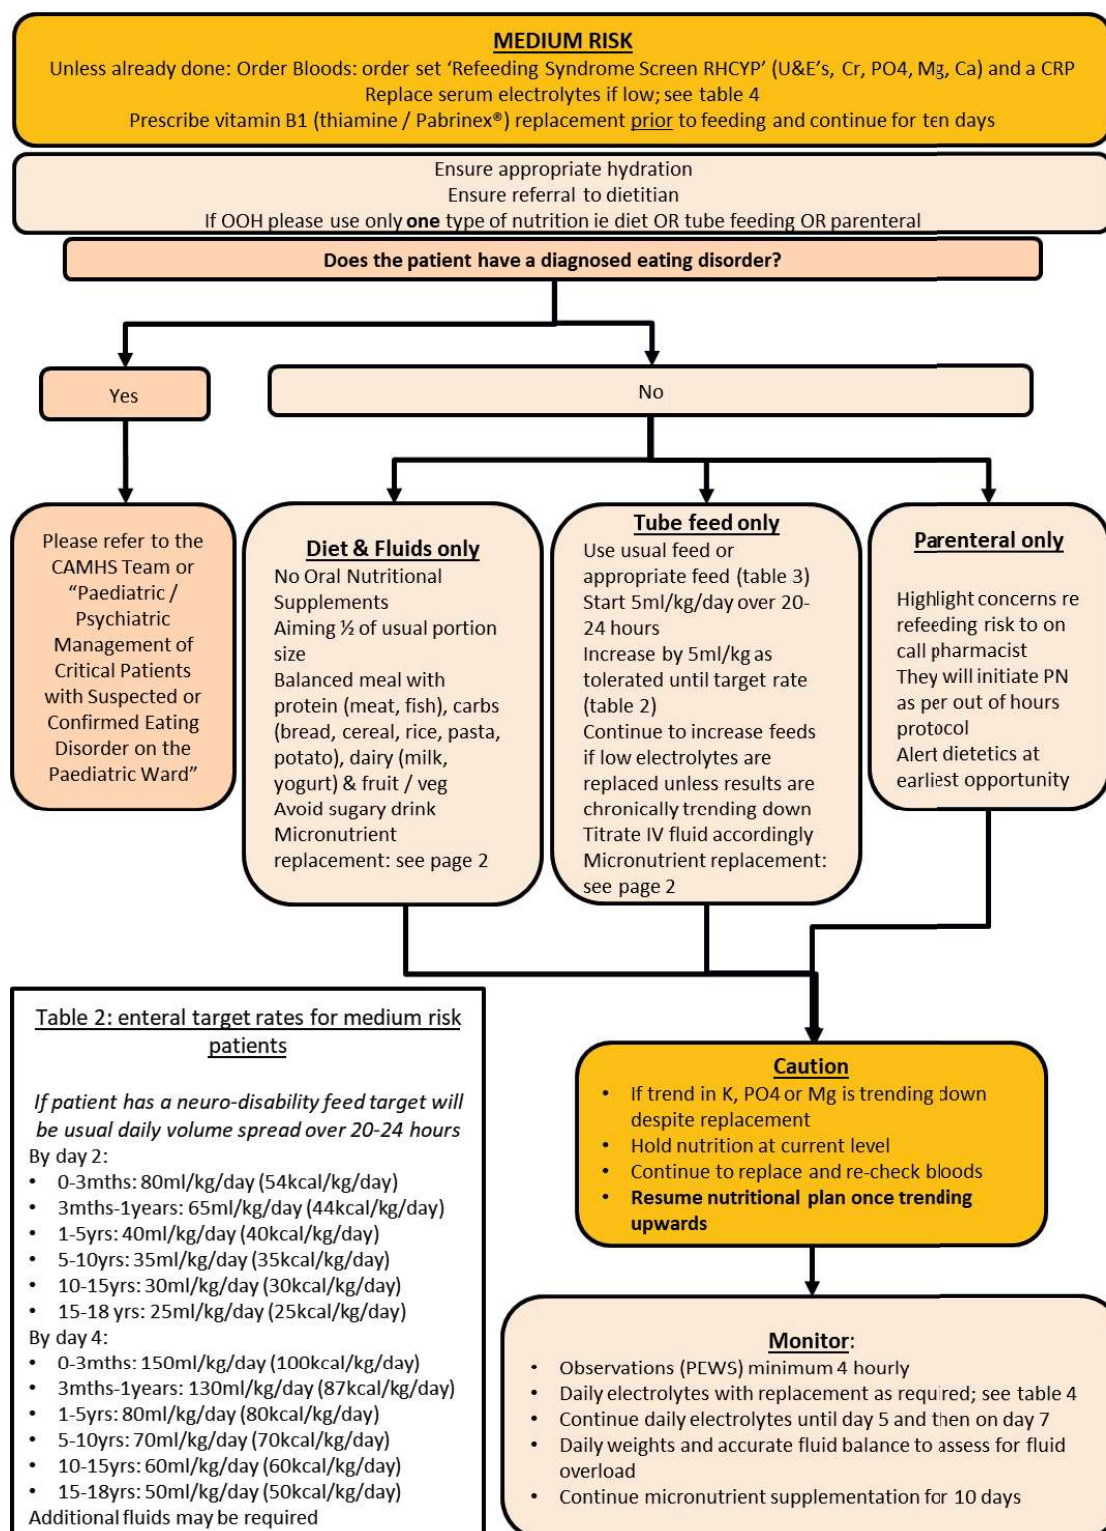 MEDIUM RISK
Unless already done: Order Bloods: order set ‘Refeeding Syndrome Screen RHCYP’ (U&E’s, Cr, PO4, Mg, Ca) and a CRP
Replace serum electrolytes if low; see table 4
Prescribe vitamin B1 (thiamine / Pabrinex®) replacement prior to feeding and continue for ten days
Ensure appropriate hydration
Ensure referral to dietitian
If OOH please use only one type of nutrition ie diet OR tube feeding OR parenteral
Does the patient have a diagnosed eating disorder?
Yes
No
Please refer to the
CAMHS Team or
“Paediatric /
Psychiatric
Management of
Critical Patients
with Suspected or
Confirmed Eating
Disorder on the
Paediatric Ward”
Diet & Fluids only
No Oral Nutritional
Supplements
Aiming ½ of usual portion
size
Balanced meal with
protein (meat, fish), carbs
(bread, cereal, rice, pasta,
potato), dairy (milk,
yogurt) & fruit / veg
Avoid sugary drink
Micronutrient
replacement: see page 2
Tube feed only
Use usual feed or
appropriate feed (table 3)
Start 5ml/kg/day over 20-
24 hours
Increase by 5ml/kg as
tolerated until target rate
(table 2)
Continue to increase feeds
if low electrolytes are
replaced unless results are
chronically trending down
Titrate IV fluid accordingly
Micronutrient replacement:
see page 2
Parenteral only
Highlight concerns re
refeeding risk to on
call pharmacist
They will initiate PN
as per out of hours
protocol
Alert dietetics at
earliest opportunity
Table 2: enteral target rates for medium risk
patients
If patient has a neuro-disability feed target will
be usual daily volume spread over 20-24 hours
By day 2:
• 0-3mths: 80ml/kg/day (54kcal/kg/day)
• 3mths-1years: 65ml/kg/day (44kcal/kg/day)
• 1-5yrs: 40ml/kg/day (40kcal/kg/day)
• 5-10yrs: 35ml/kg/day (35kcal/kg/day)
• 10-15yrs: 30ml/kg/day (30kcal/kg/day)
• 15-18 yrs: 25ml/kg/day (25kcal/kg/day)
By day 4:
• 0-3mths: 150ml/kg/day (100kcal/kg/day)
• 3mths-1years: 130ml/kg/day (87kcal/kg/day)
• 1-5yrs: 80ml/kg/day (80kcal/kg/day)
• 5-10yrs: 70ml/kg/day (70kcal/kg/day)
• 10-15yrs: 60ml/kg/day (60kcal/kg/day)
• 15-18yrs: 50ml/kg/day (50kcal/kg/day)
Additional fluids may be required
Caution
• If trend in K, PO4 or Mg is trending down
despite replacement
• Hold nutrition at current level
• Continue to replace and re-check bloods
• Resume nutritional plan once trending
upwards
Monitor:
• Observations (PEWS) minimum 4 hourly
• Daily electrolytes with replacement as required; see table 4
• Continue daily electrolytes until day 5 and then on day 7
• Daily weights and accurate fluid balance to assess for fluid
overload
• Continue micronutrient supplementation for 10 days